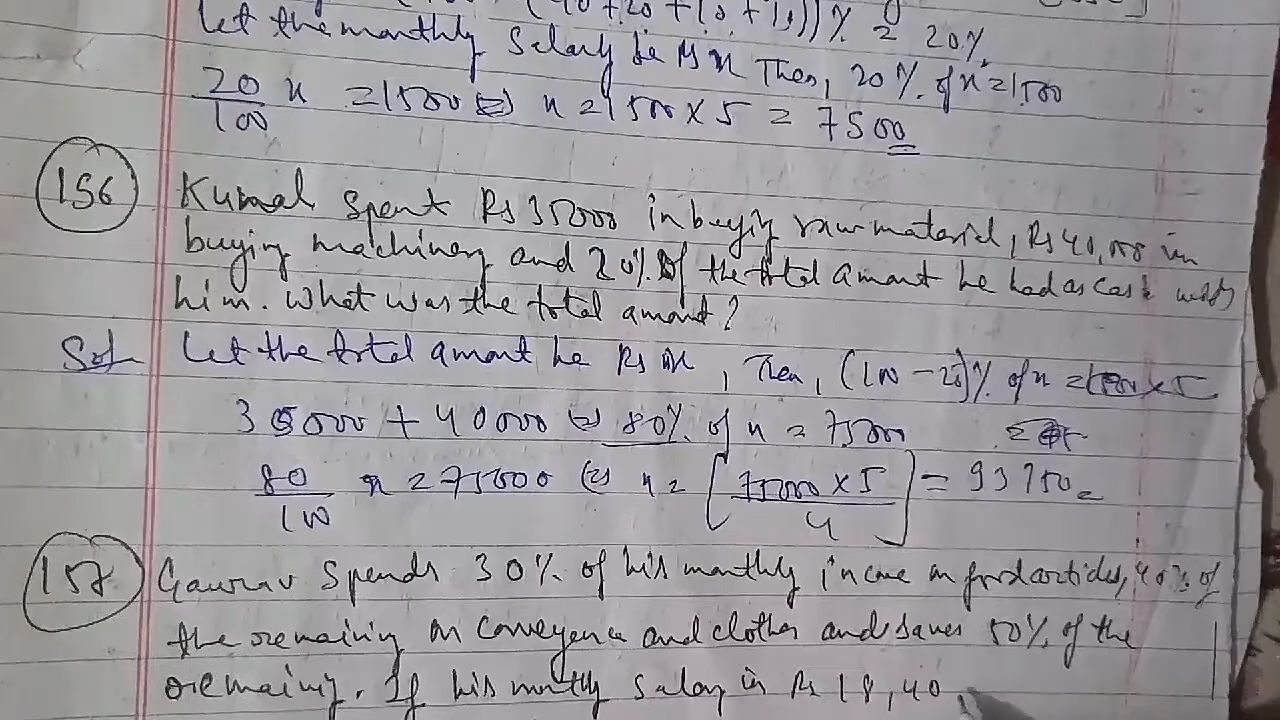 (40+20+10+10))% = 20%
Let the monthly Salary be Rs x Then, 20% of x = 1500
20/100 x = 1500 ⇔ x = 1500 × 5 = 7500
156 Kunal spent Rs 35000 in buying raw material, Rs 40,000 in
buying machinery and 20% of the total amount he had as cash with
him. What was the total amount?
Sol Let the total amount be Rs x, Then, (100 - 20)% of x =
35000 + 40000 ⇔ 80% of x = 75000
80/100 x = 75000 ⇔ x = [75000 × 5 / 4] = 93750
157 Gaurav Spends 30% of his monthly income on food articles, 40% of
the remaining on conveyance and clothes and saves 50% of the
remaining. If his monthly salary is Rs 18,40